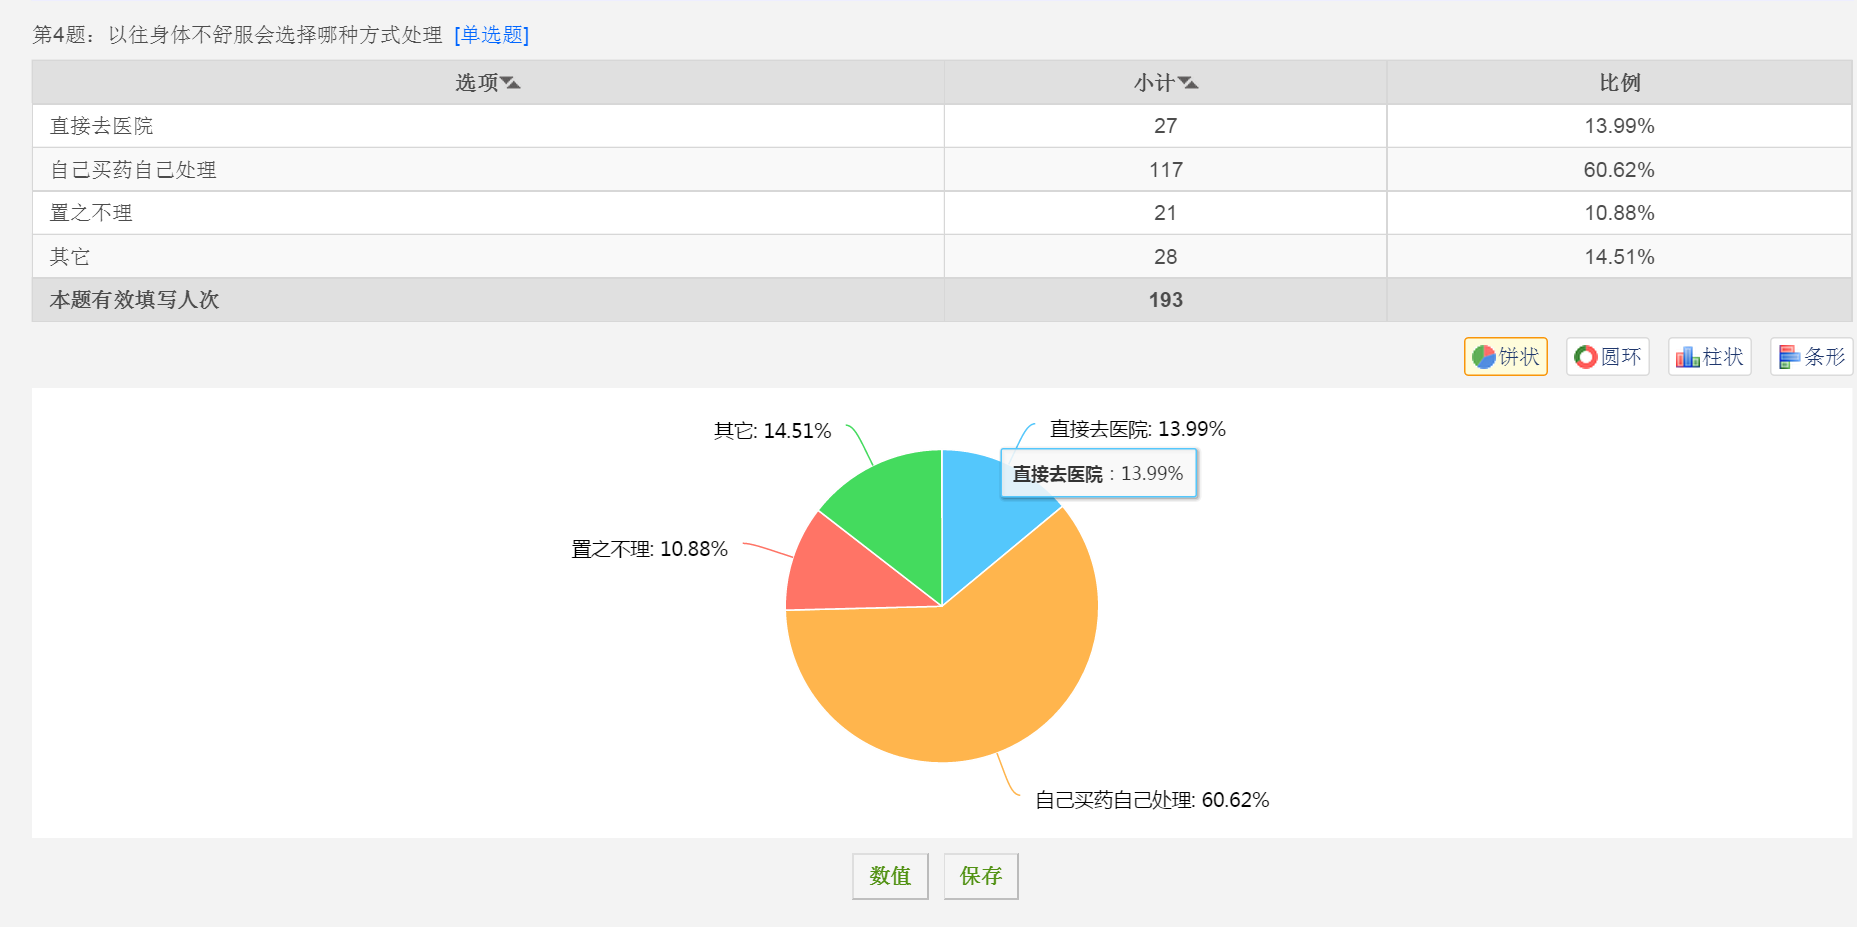 第4题：以往身体不舒服会选择哪种方式处理 [单选题]
选项 小计 比例
直接去医院 27 13.99%
自己买药自己处理 117 60.62%
置之不理 21 10.88%
其它 28 14.51%
本题有效填写人次 193
饼状 圆环 柱状 条形
其它: 14.51% 直接去医院: 13.99%
直接去医院：13.99%
置之不理: 10.88%
自己买药自己处理: 60.62%
数值 保存